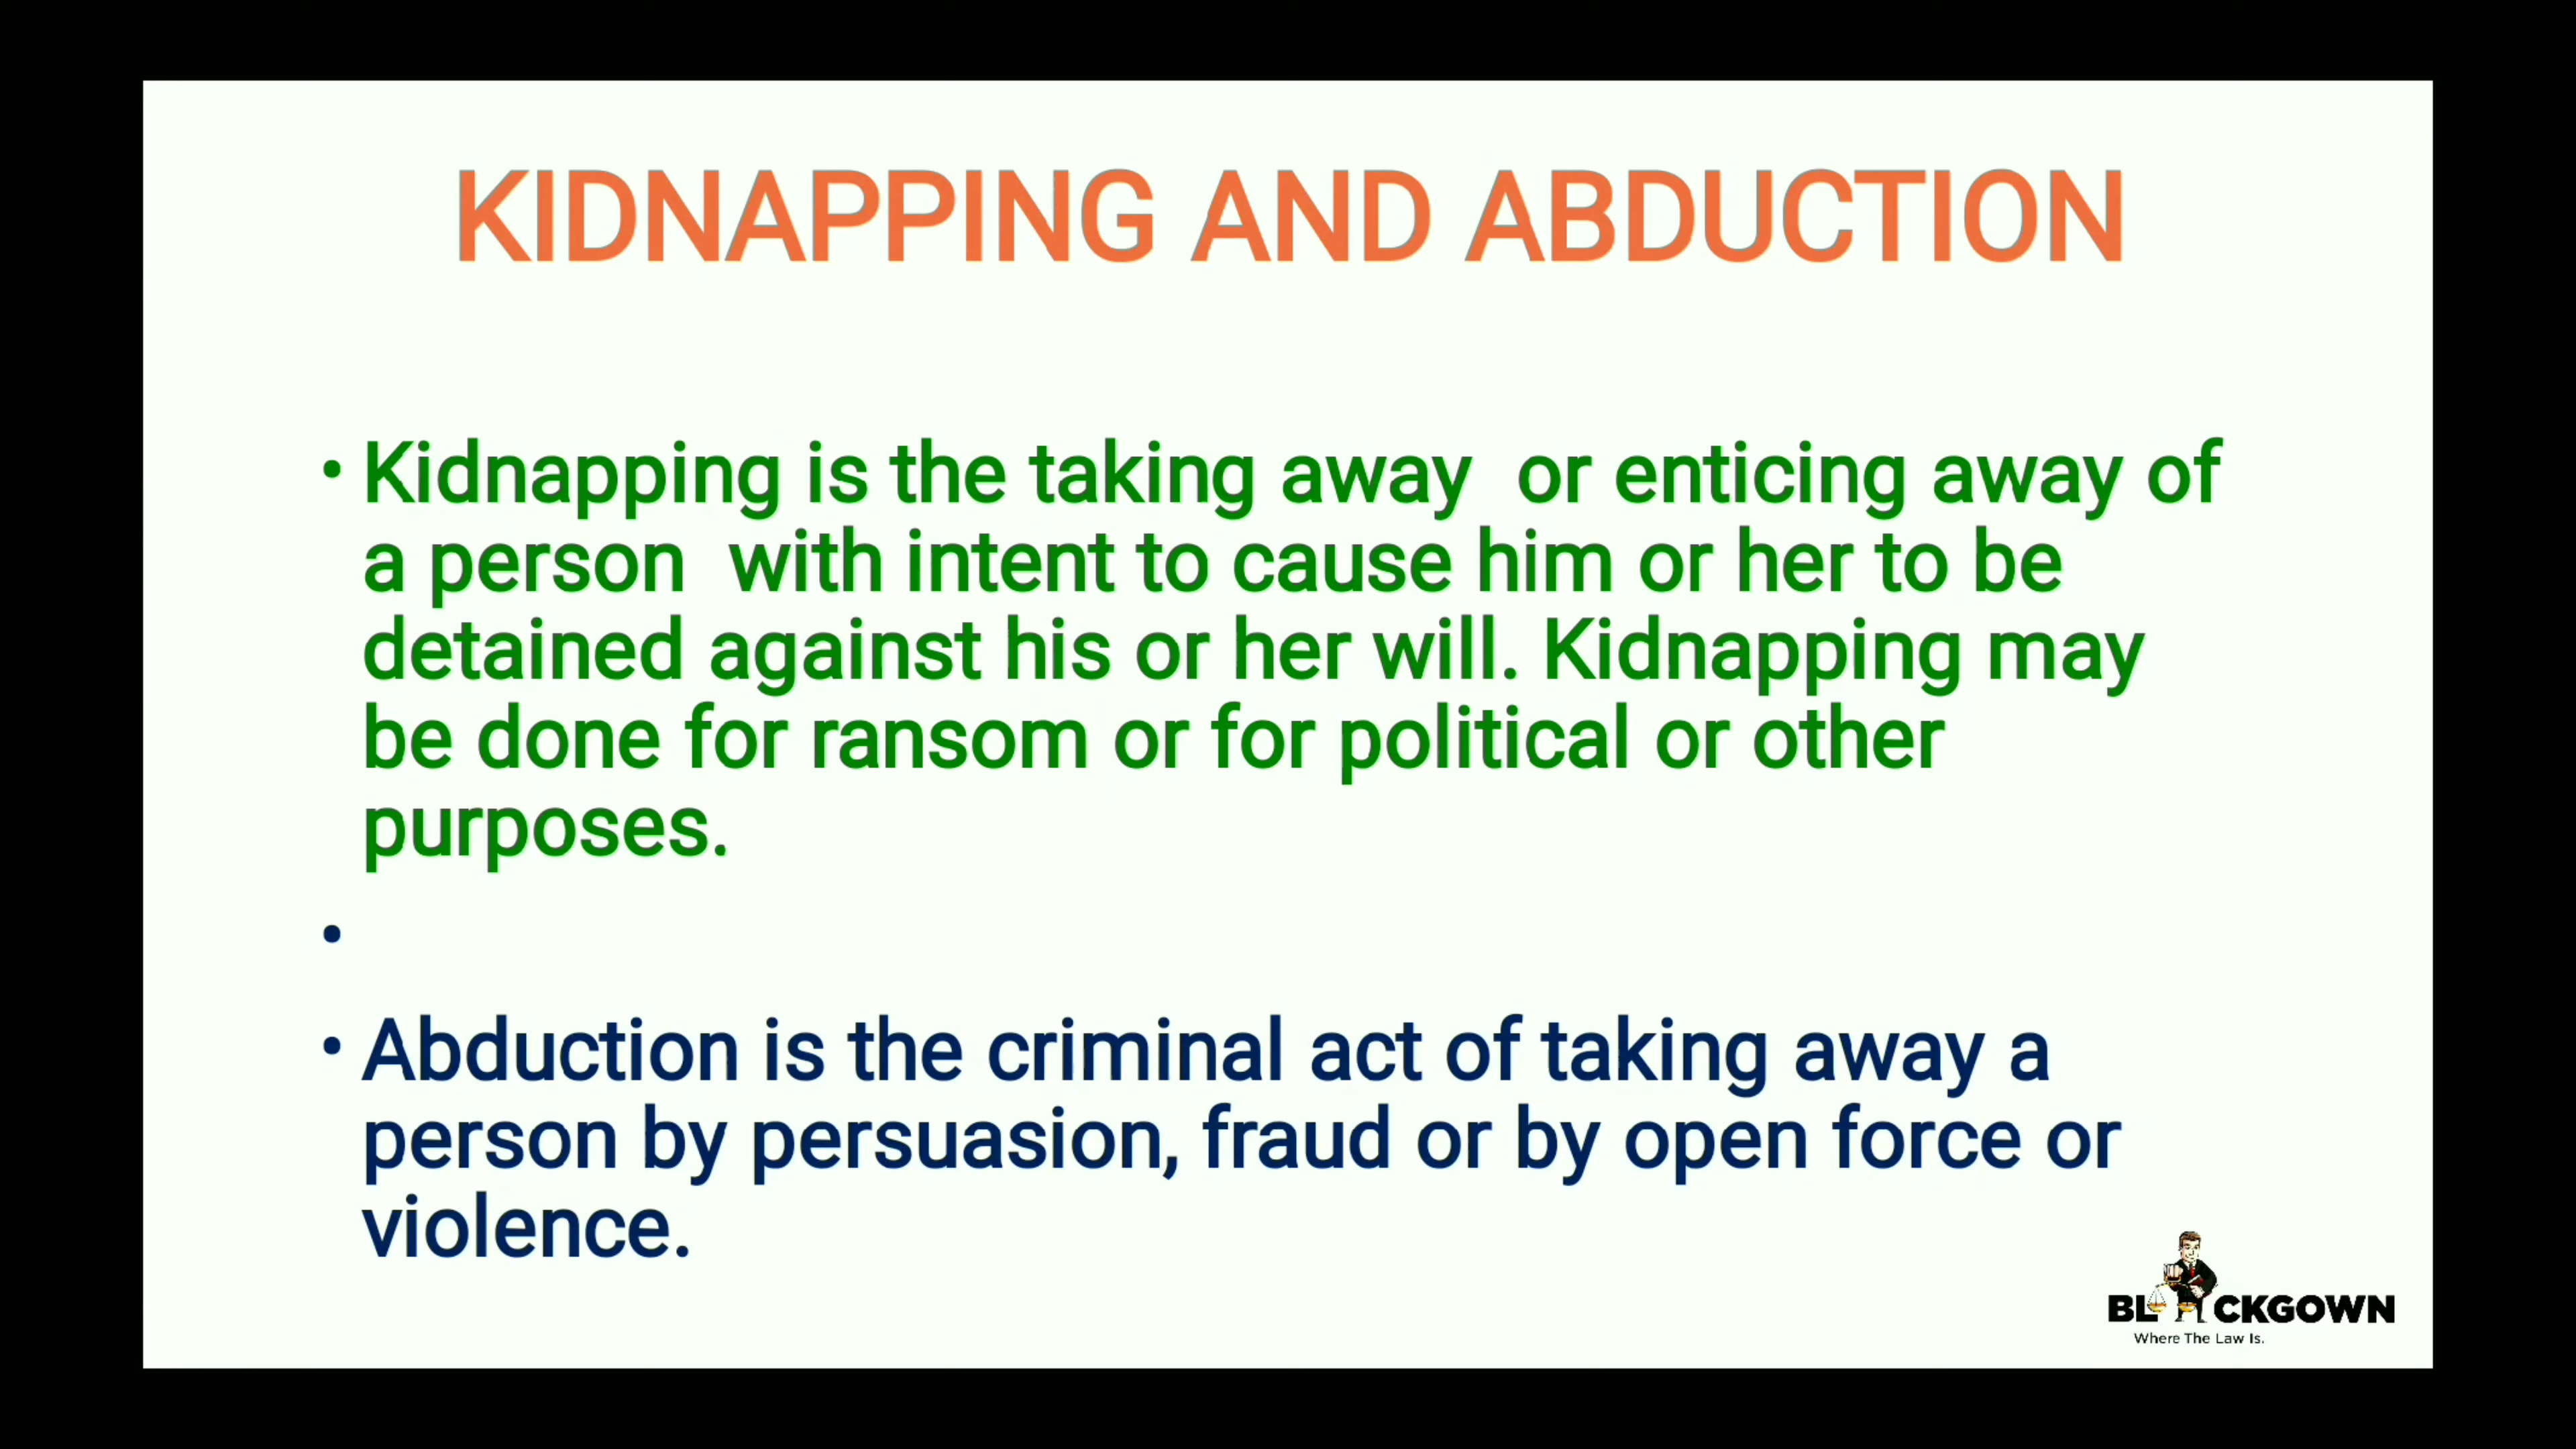 KIDNAPPING AND ABDUCTION
• Kidnapping is the taking away or enticing away of
a person with intent to cause him or her to be
detained against his or her will. Kidnapping may
be done for ransom or for political or other
purposes.
•
• Abduction is the criminal act of taking away a
person by persuasion, fraud or by open force or
violence.
BLACKGOWN
Where The Law Is.